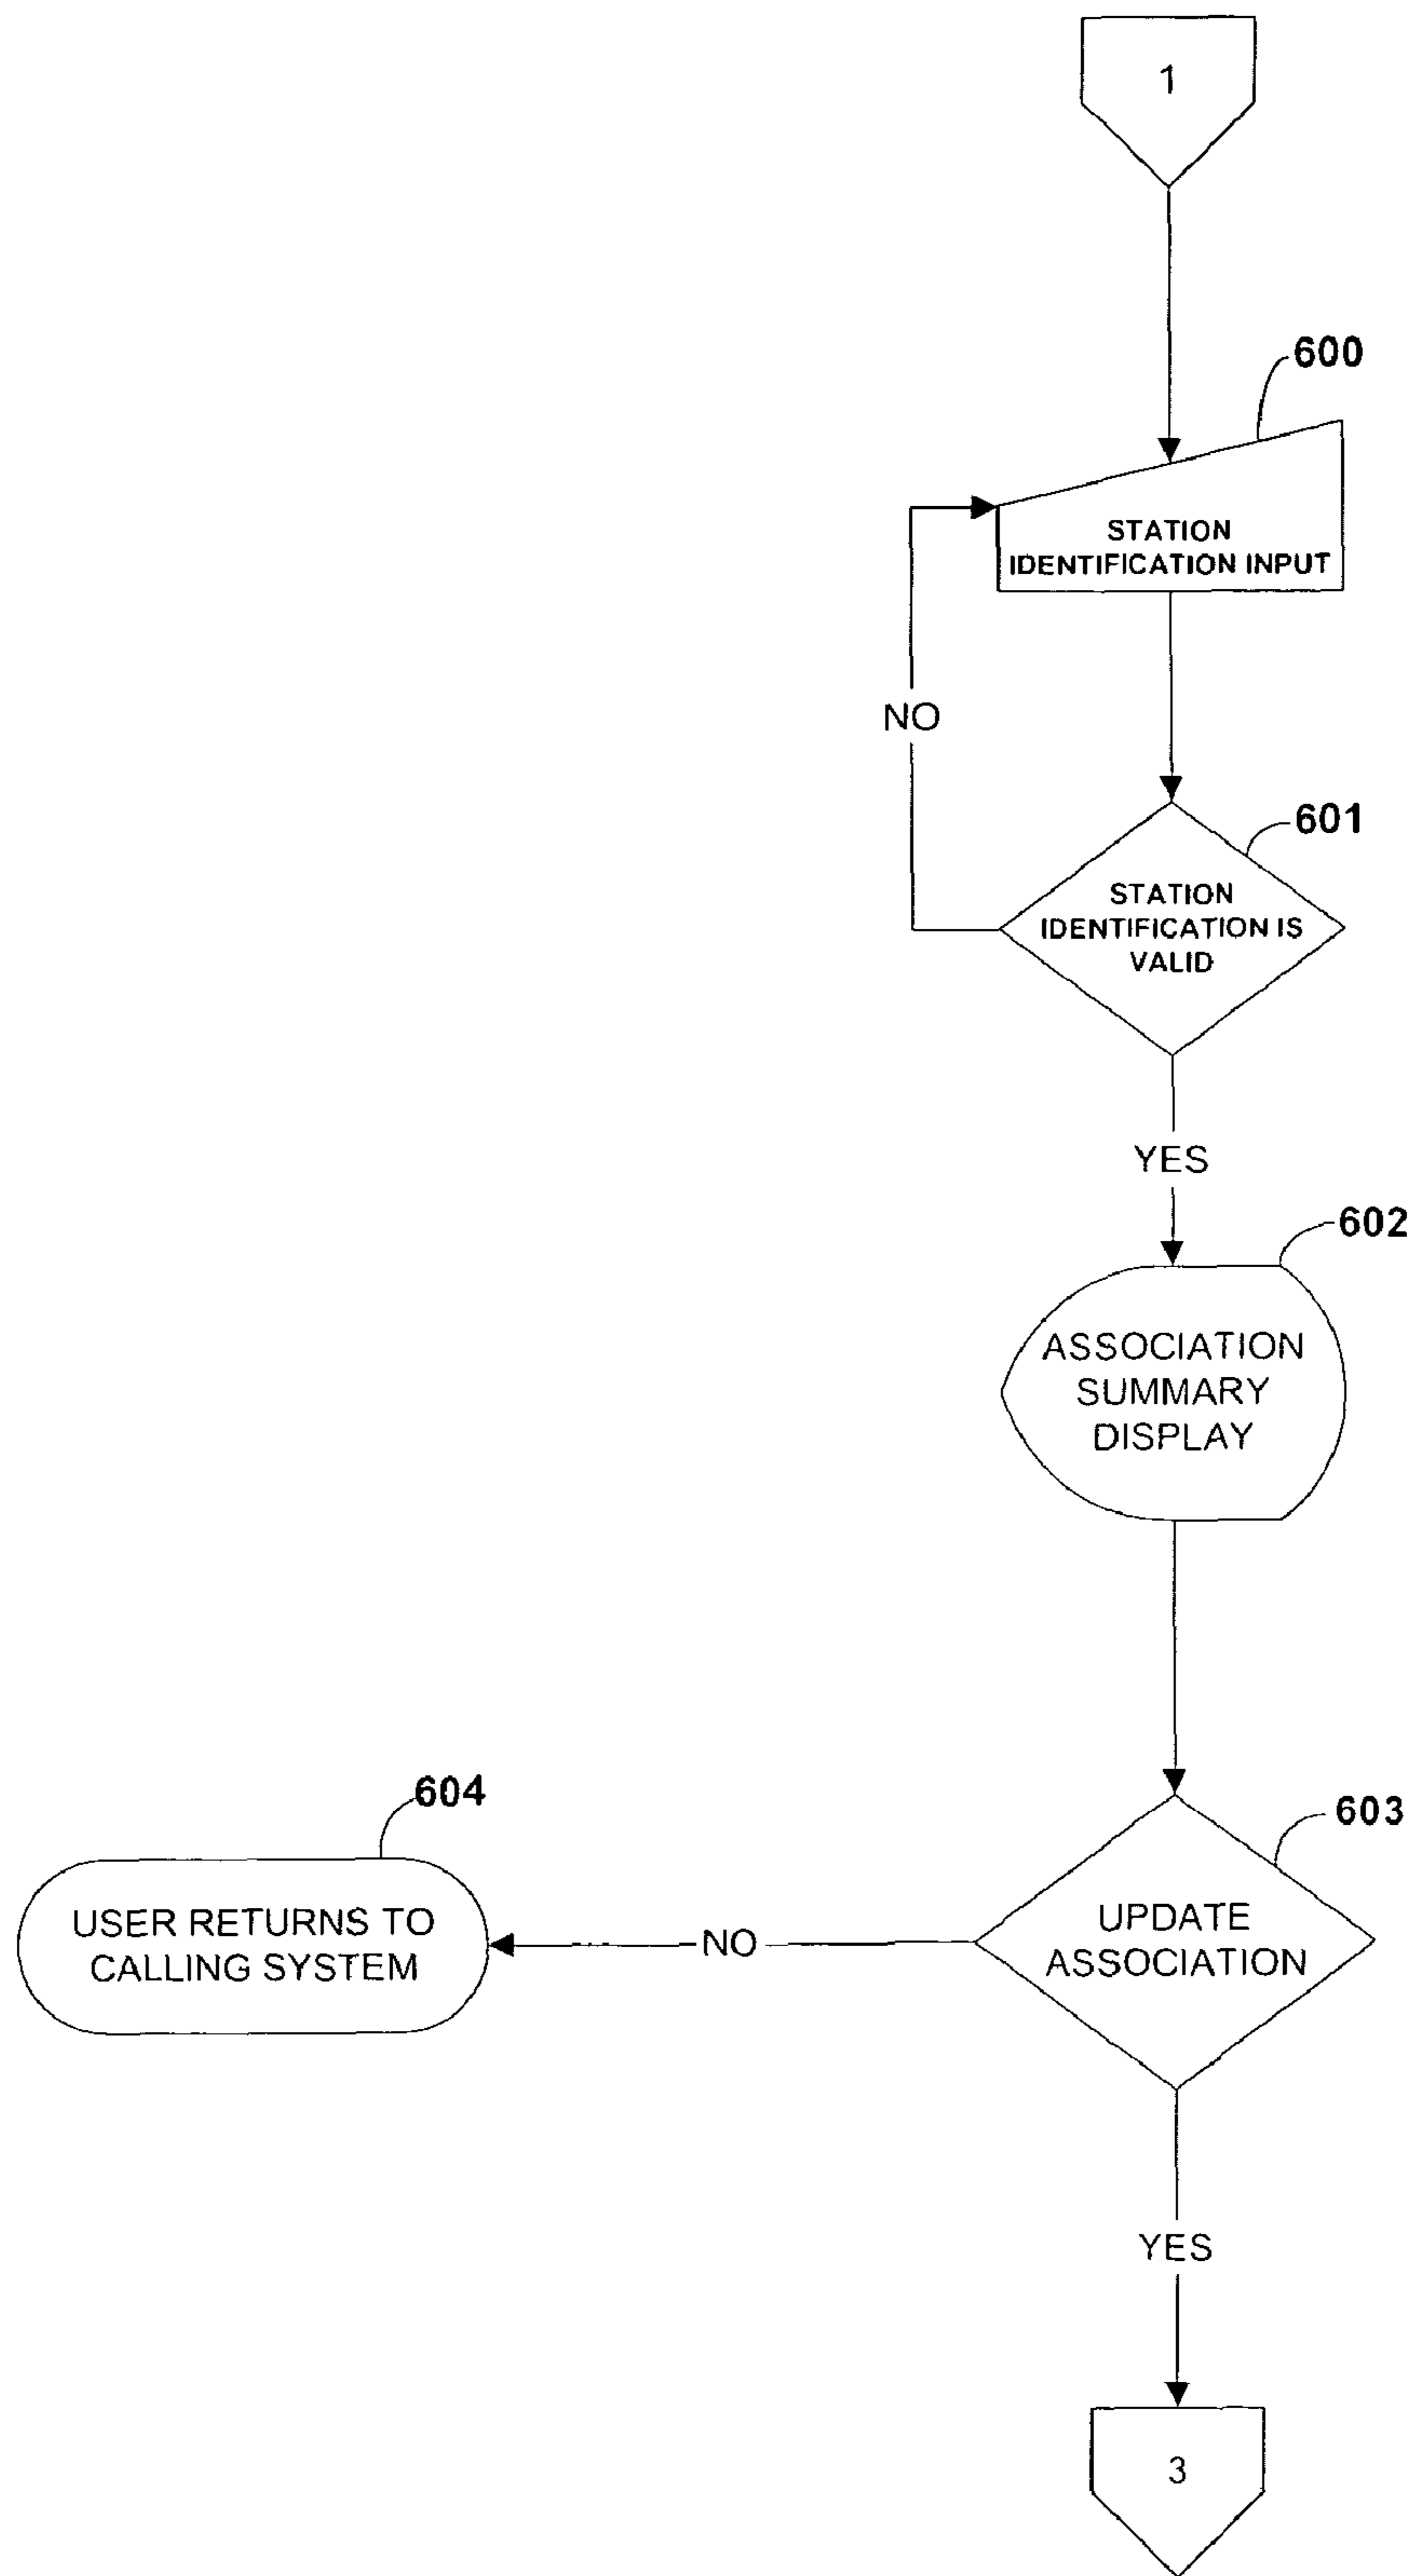 1
600
STATION
IDENTIFICATION INPUT
NO
601
STATION
IDENTIFICATION IS
VALID
YES
602
ASSOCIATION
SUMMARY
DISPLAY
604
603
USER RETURNS TO
CALLING SYSTEM
NO
UPDATE
ASSOCIATION
YES
3